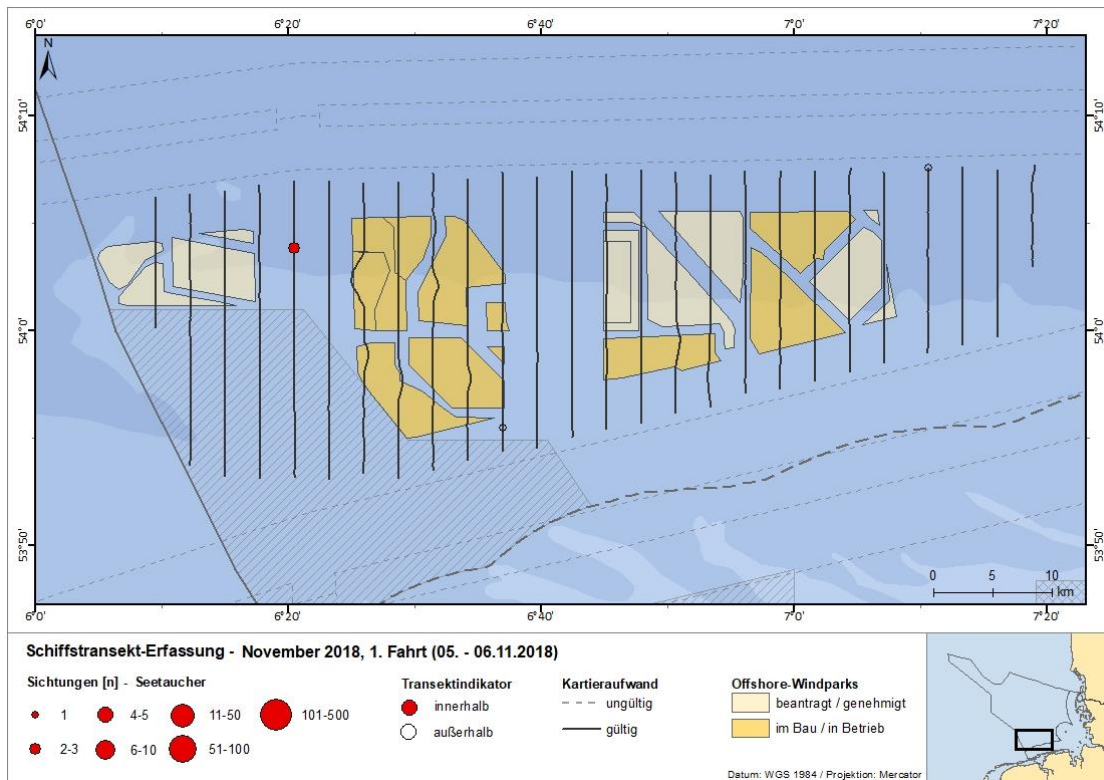 6°0' 6°20' 6°40' 7°0' 7°20'
N
54°10' 54°10'
54°0' 54°0'
53°50' 53°50'
0 5 10
km
6°0' 6°20' 6°40' 7°0' 7°20'
Schiffstransekt-Erfassung - November 2018, 1. Fahrt (05. - 06.11.2018)
Sichtungen [n] - Seetaucher
1 4-5 11-50 101-500
2-3 6-10 51-100
Transektindikator
innerhalb
außerhalb
Kartieraufwand
ungültig
gültig
Offshore-Windparks
beantragt / genehmigt
im Bau / in Betrieb
Datum: WGS 1984 / Projektion: Mercator